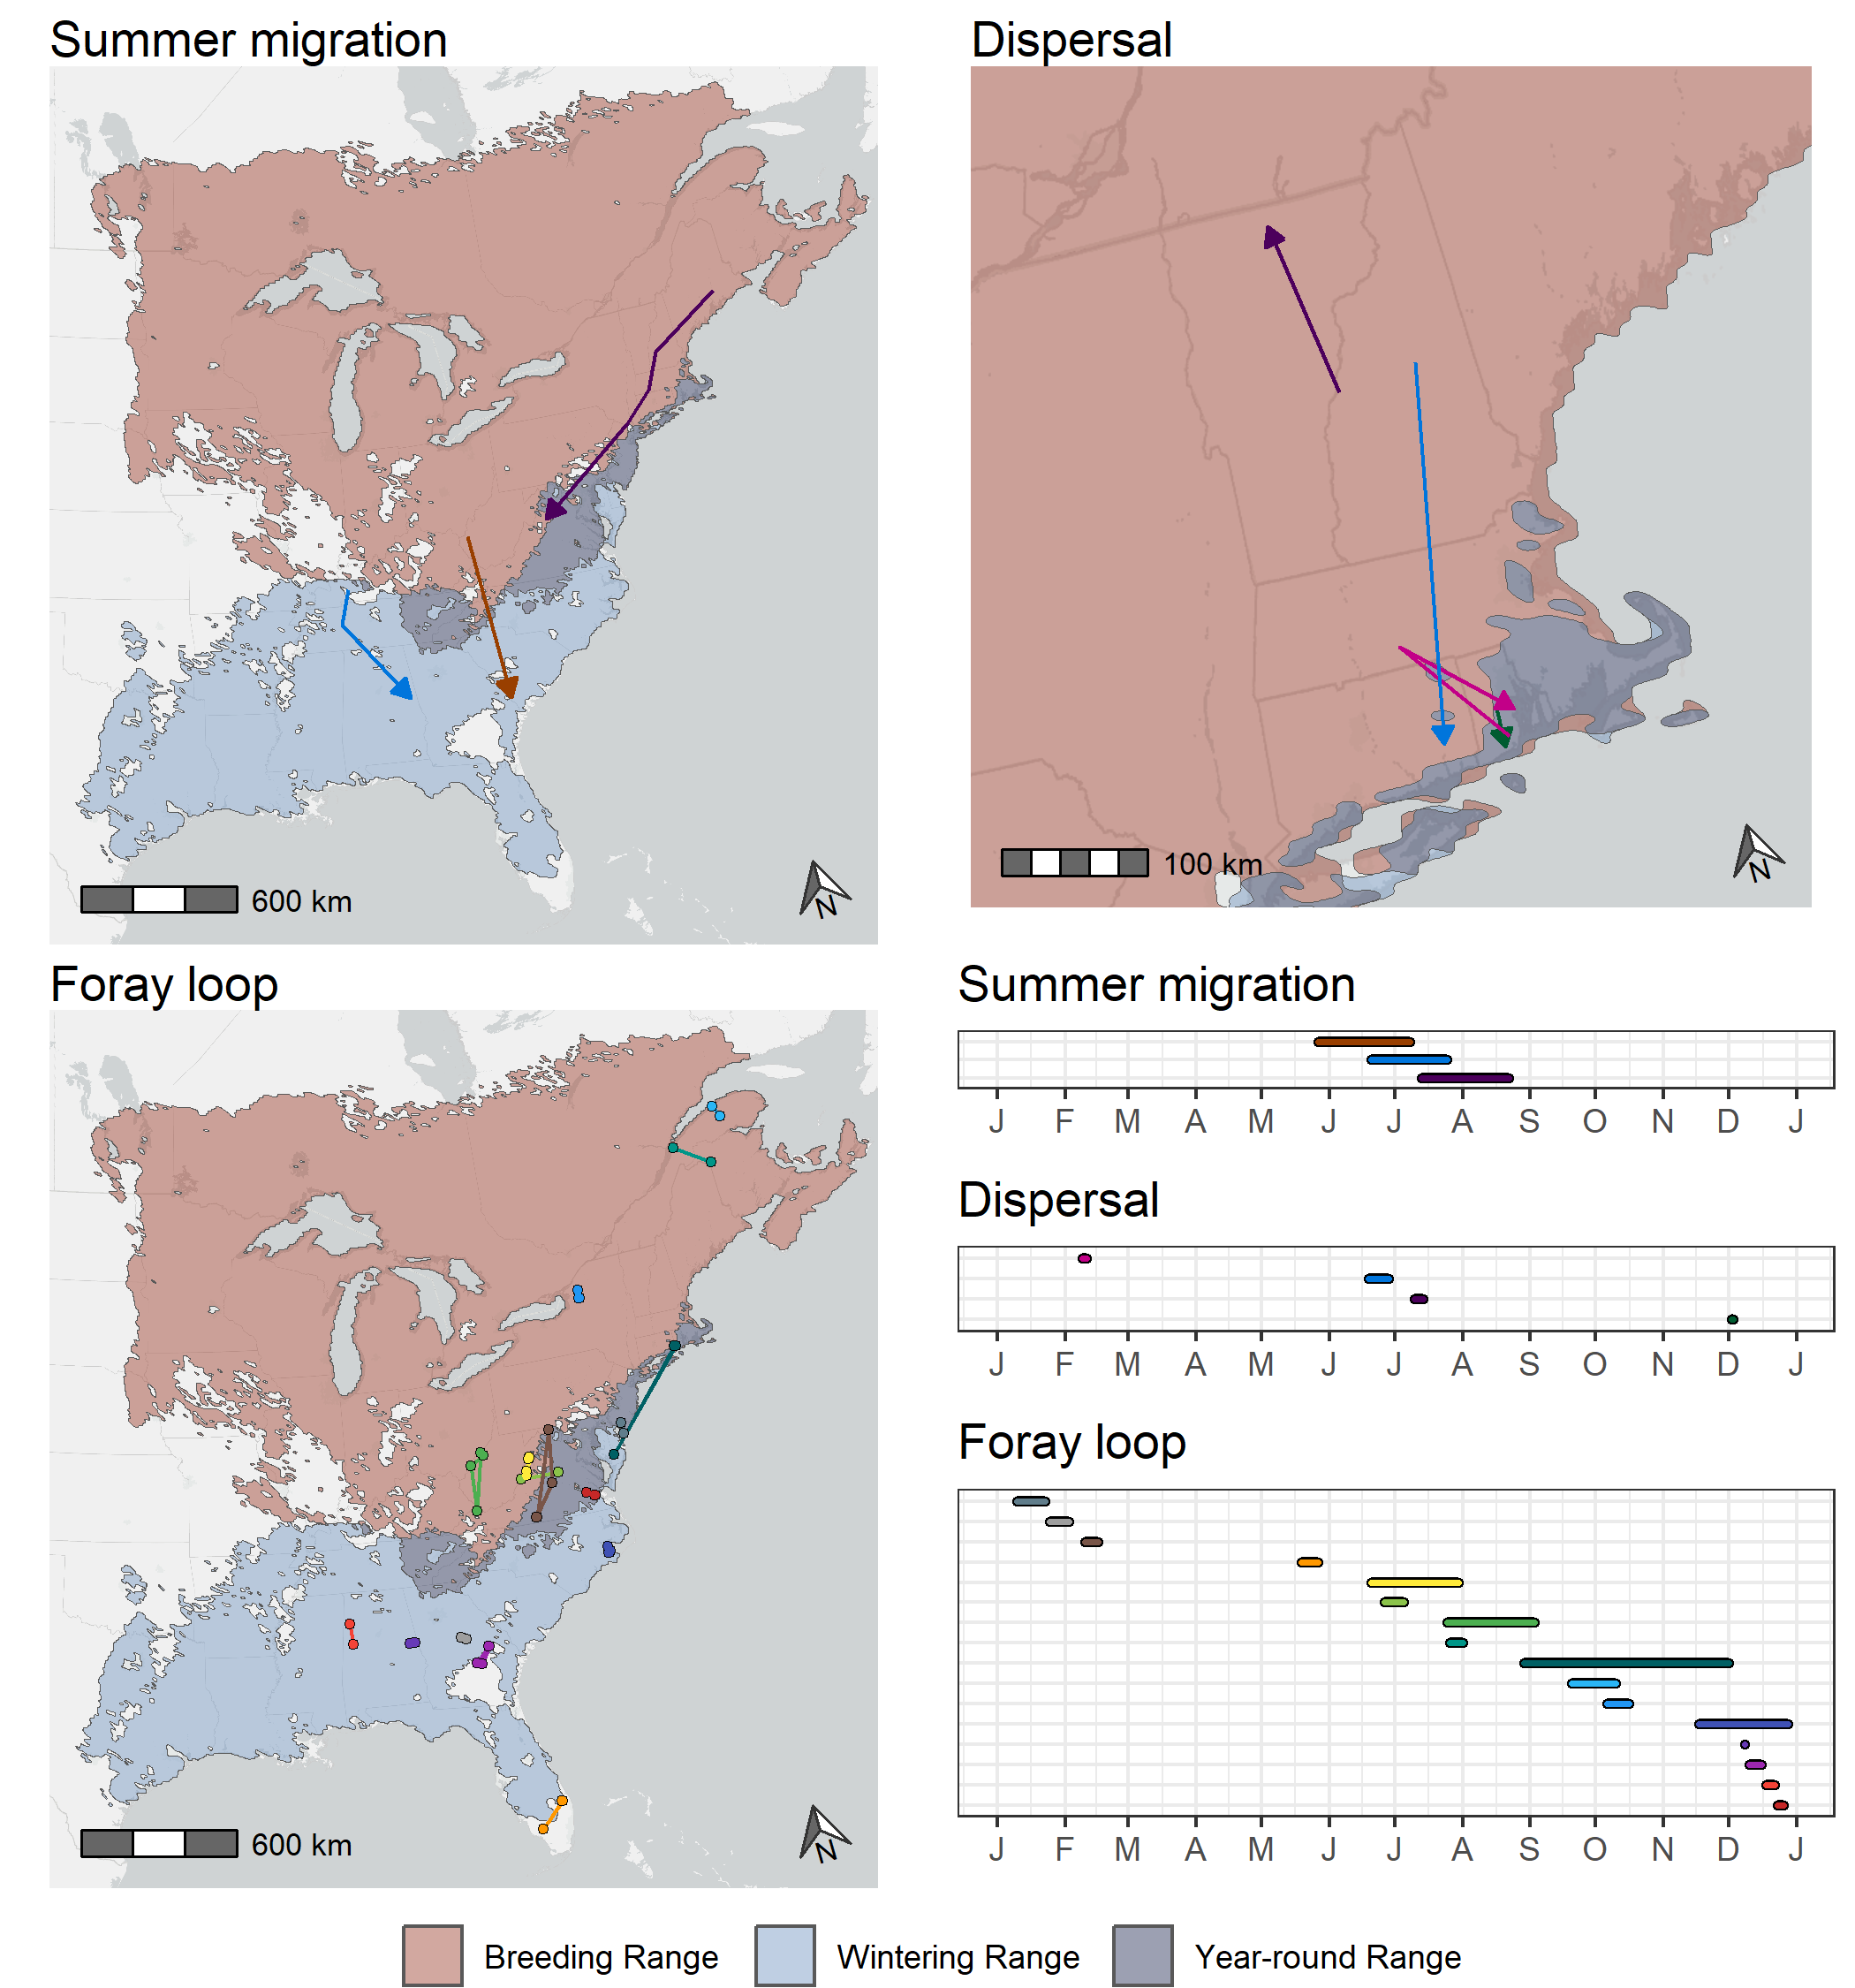 Summer migration
600 km
N
Dispersal
100 km
N
Foray loop
600 km
N
Summer migration
J F M A M J J A S O N D J
Dispersal
J F M A M J J A S O N D J
Foray loop
J F M A M J J A S O N D J
Breeding Range Wintering Range Year-round Range